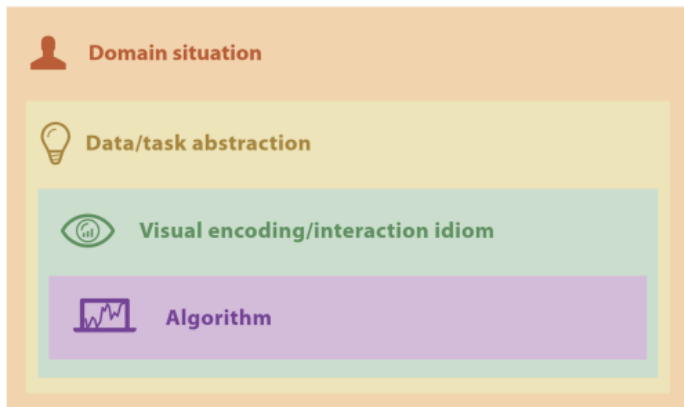 Domain situation
Data/task abstraction
Visual encoding/interaction idiom
Algorithm